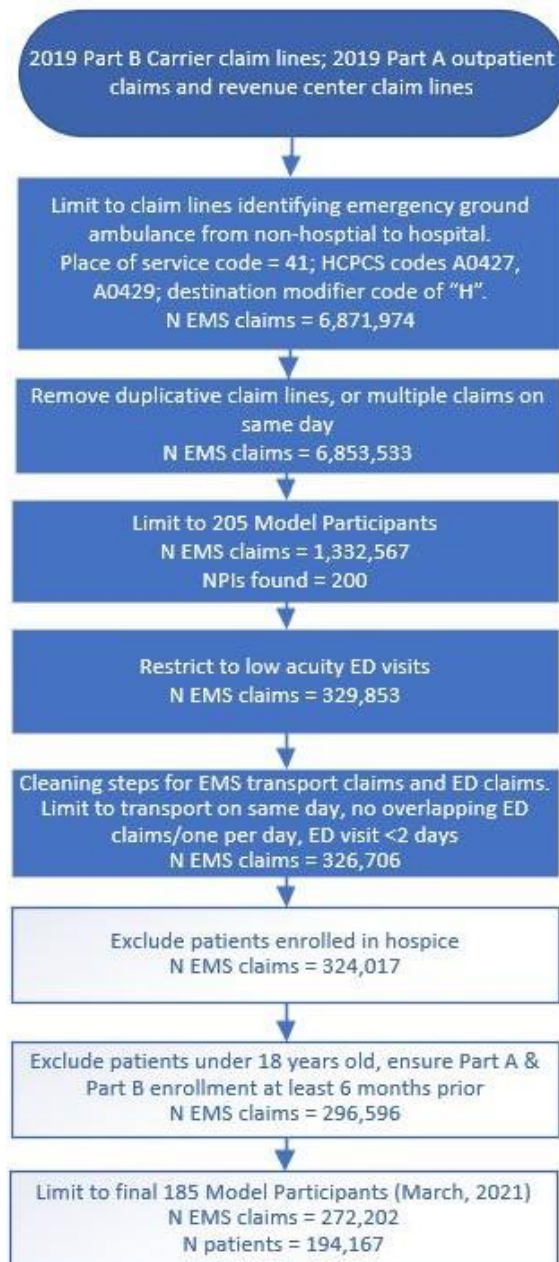 2019 Part B Carrier claim lines; 2019 Part A outpatient
claims and revenue center claim lines
Limit to claim lines identifying emergency ground
ambulance from non-hosptial to hospital.
Place of service code = 41; HCPCS codes A0427,
A0429; destination modifier code of “H”.
N EMS claims = 6,871,974
Remove duplicative claim lines, or multiple claims on
same day
N EMS claims = 6,853,533
Limit to 205 Model Participants
N EMS claims = 1,332,567
NPIs found = 200
Restrict to low acuity ED visits
N EMS claims = 329,853
Cleaning steps for EMS transport claims and ED claims.
Limit to transport on same day, no overlapping ED
claims/one per day, ED visit <2 days
N EMS claims = 326,706
Exclude patients enrolled in hospice
N EMS claims = 324,017
Exclude patients under 18 years old, ensure Part A &
Part B enrollment at least 6 months prior
N EMS claims = 296,596
Limit to final 185 Model Participants (March, 2021)
N EMS claims = 272,202
N patients = 194,167